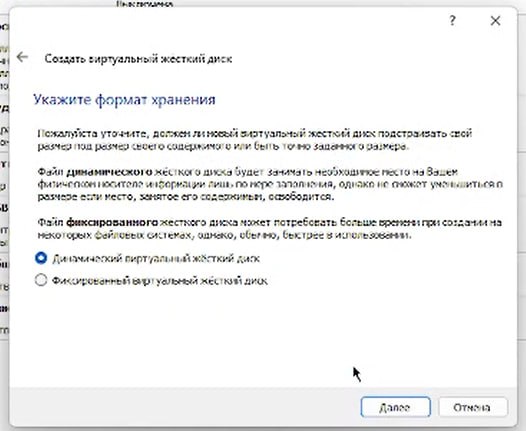 Выключена
?
Создать виртуальный жёсткий диск
Укажите формат хранения
Пожалуйста уточните, должен ли новый виртуальный жёсткий диск подстраивать свой
размер под размер своего содержимого или быть точно заданного размера.
Файл динамического жёсткого диска будет занимать необходимое место на Вашем
физическом носителе информации лишь по мере заполнения, однако не сможет уменьшиться в
размере если место, занятое его содержимым, освободится.
Файл фиксированного жёсткого диска может потребовать больше времени при создании на
некоторых файловых системах, однако, обычно, быстрее в использовании.
Динамический виртуальный жёсткий диск
Фиксированный виртуальный жёсткий диск
Далее
Отмена